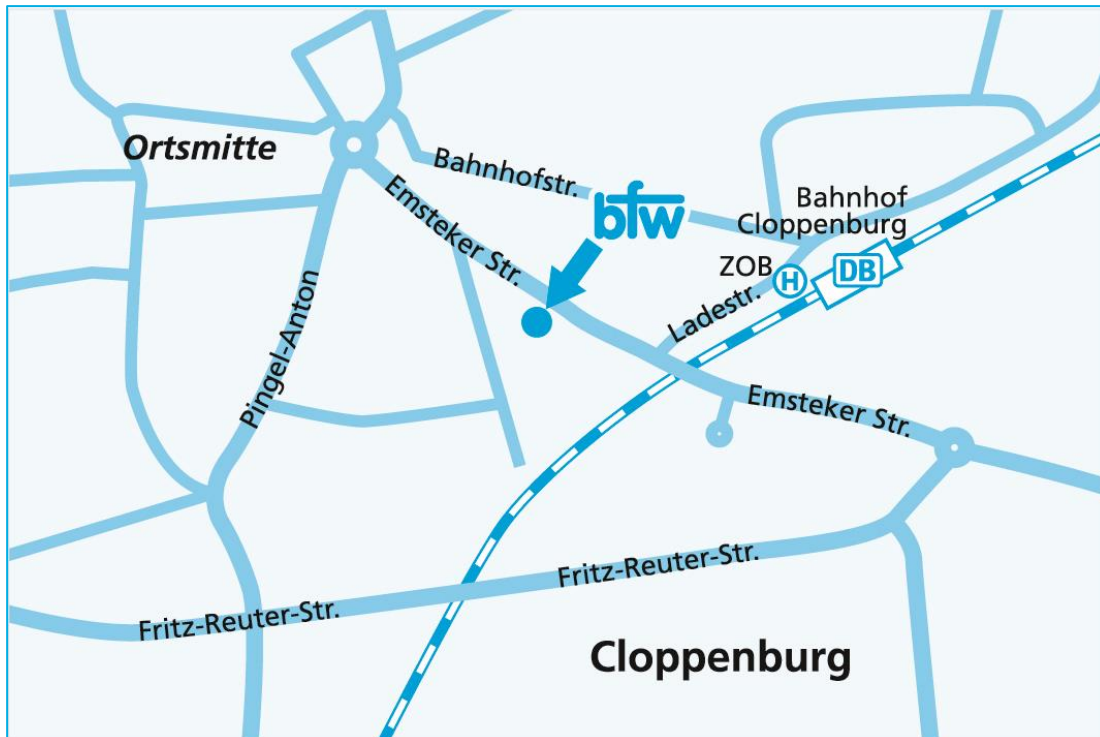 Ortsmitte
Bahnhofstr.
Emsteker Str.
bfw
Bahnhof
Cloppenburg
ZOB
H
DB
Ladestr.
Pingel-Anton
Emsteker Str.
Fritz-Reuter-Str.
Fritz-Reuter-Str.
Cloppenburg